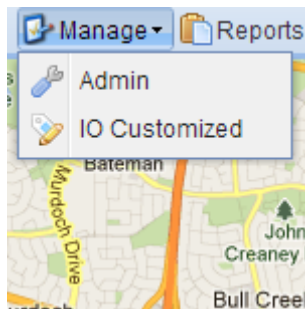 Manage Reports
Admin
IO Customized
Bateman
Murdoch Drive
John
Creaney
Bull Creek